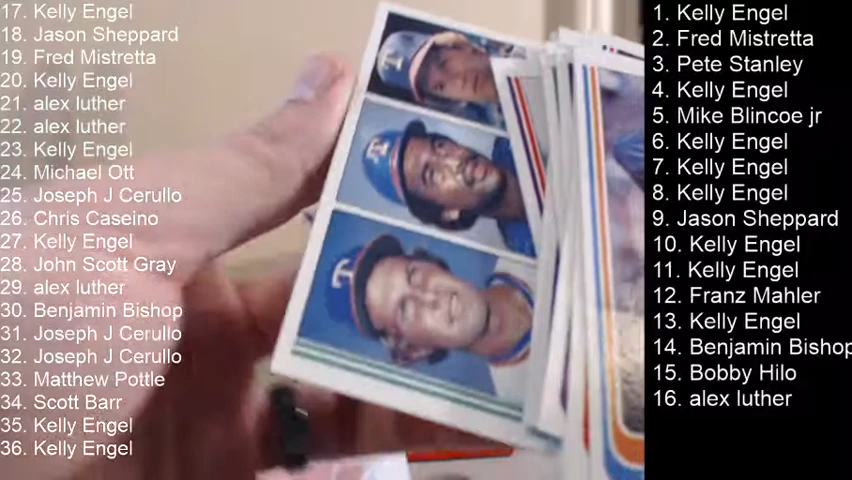 17. Kelly Engel
18. Jason Sheppard
19. Fred Mistretta
20. Kelly Engel
21. alex luther
22. alex luther
23. Kelly Engel
24. Michael Ott
25. Joseph J Cerullo
26. Chris Caseino
27. Kelly Engel
28. John Scott Gray
29. alex luther
30. Benjamin Bishop
31. Joseph J Cerullo
32. Joseph J Cerullo
33. Matthew Pottle
34. Scott Barr
35. Kelly Engel
36. Kelly Engel
T
T
T
1. Kelly Engel
2. Fred Mistretta
3. Pete Stanley
4. Kelly Engel
5. Mike Blincoe jr
6. Kelly Engel
7. Kelly Engel
8. Kelly Engel
9. Jason Sheppard
10. Kelly Engel
11. Kelly Engel
12. Franz Mahler
13. Kelly Engel
14. Benjamin Bishop
15. Bobby Hilo
16. alex luther